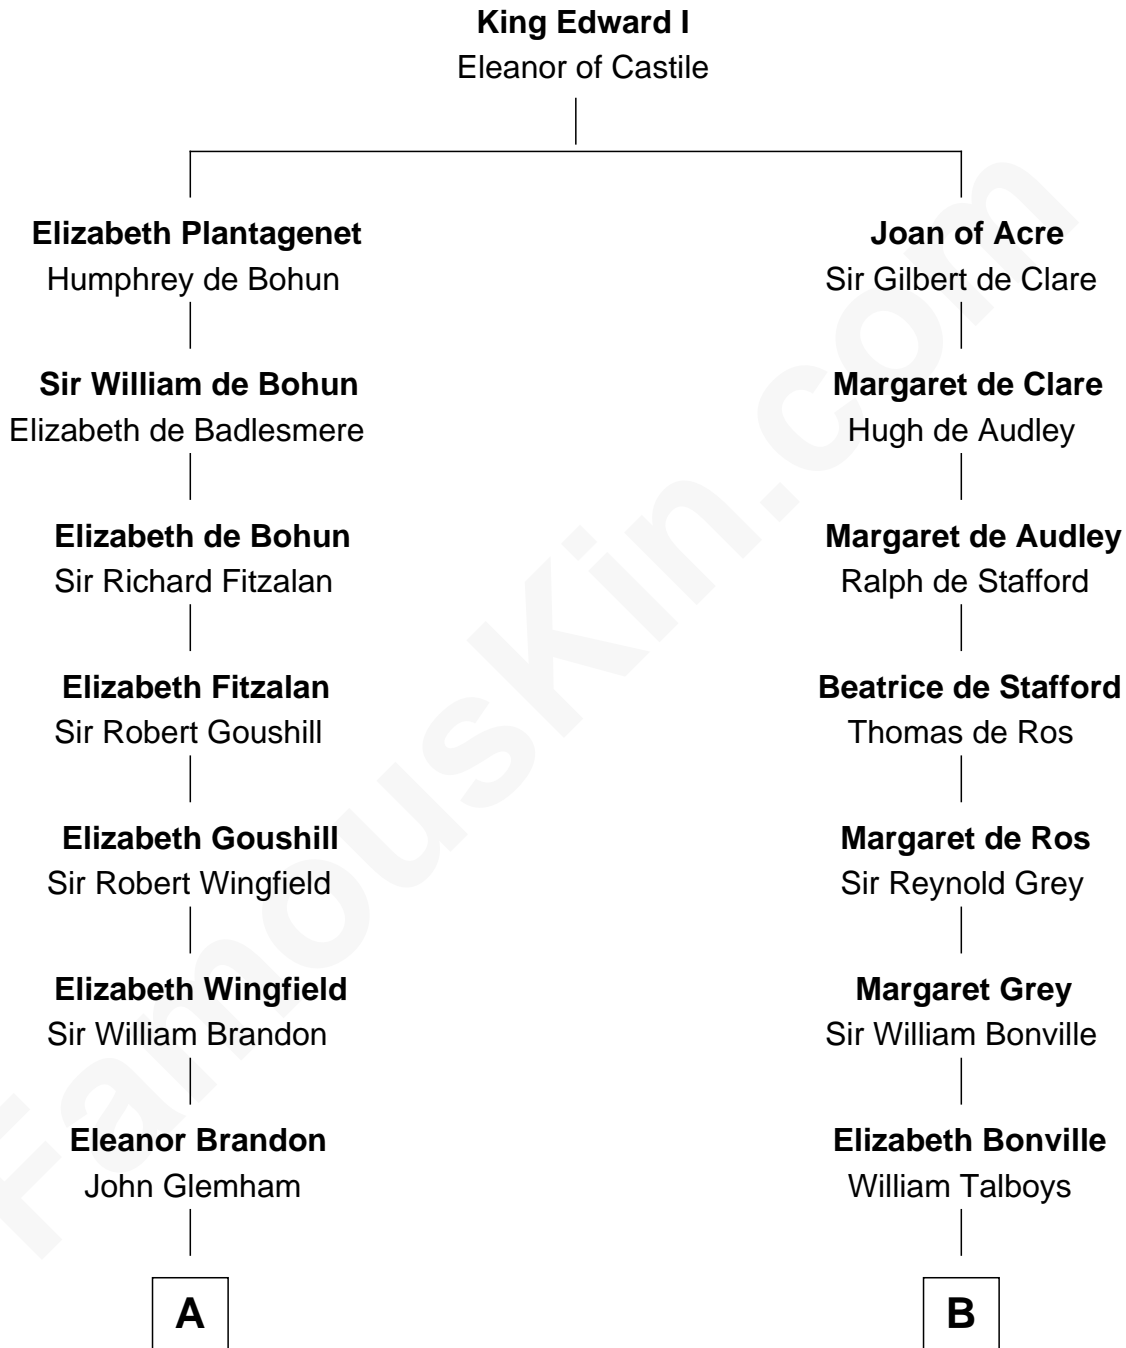 King Edward I
Eleanor of Castile
Elizabeth Plantagenet
Humphrey de Bohun
Joan of Acre
Sir Gilbert de Clare
Sir William de Bohun
Elizabeth de Badlesmere
Margaret de Clare
Hugh de Audley
Elizabeth de Bohun
Sir Richard Fitzalan
Margaret de Audley
Ralph de Stafford
Elizabeth Fitzalan
Sir Robert Goushill
Beatrice de Stafford
Thomas de Ros
Elizabeth Goushill
Sir Robert Wingfield
Margaret de Ros
Sir Reynold Grey
Elizabeth Wingfield
Sir William Brandon
Margaret Grey
Sir William Bonville
Eleanor Brandon
John Glemham
Elizabeth Bonville
William Talboys
A
B
FamousKin.com